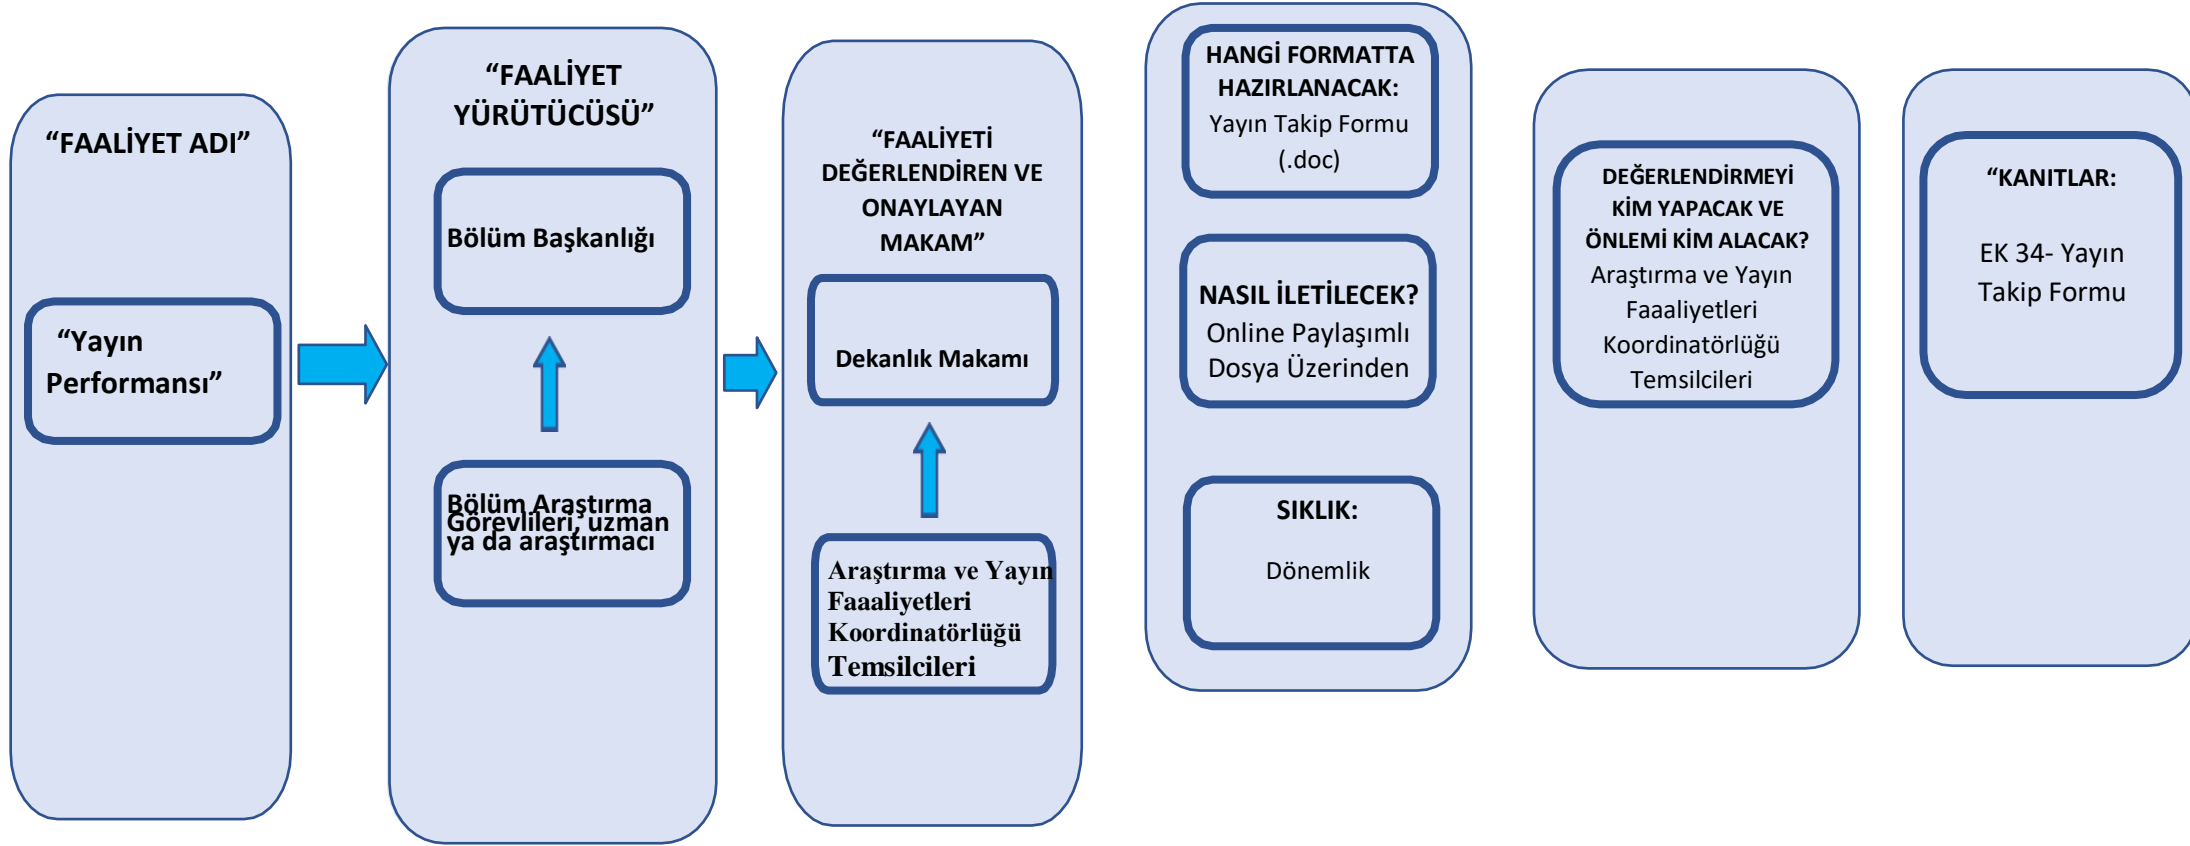 “FAALİYET ADI”
“Yayın
Performansı”
“FAALİYET
YÜRÜTÜCÜSÜ”
Bölüm Başkanlığı
Bölüm Araştırma
Görevlileri, uzman
ya da araştırmacı
“FAALİYETİ
DEĞERLENDİREN VE
ONAYLAYAN
MAKAM”
Dekanlık Makamı
Araştırma ve Yayın
Faaaliyetleri
Koordinatörlüğü
Temsilcileri
HANGİ FORMATTA
HAZIRLANACAK:
Yayın Takip Formu
(.doc)
NASIL İLETİLECEK?
Online Paylaşımlı
Dosya Üzerinden
SIKLIK:
Dönemlik
DEĞERLENDİRMEYİ
KİM YAPACAK VE
ÖNLEMİ KİM ALACAK?
Araştırma ve Yayın
Faaaliyetleri
Koordinatörlüğü
Temsilcileri
“KANITLAR:
EK 34- Yayın
Takip Formu